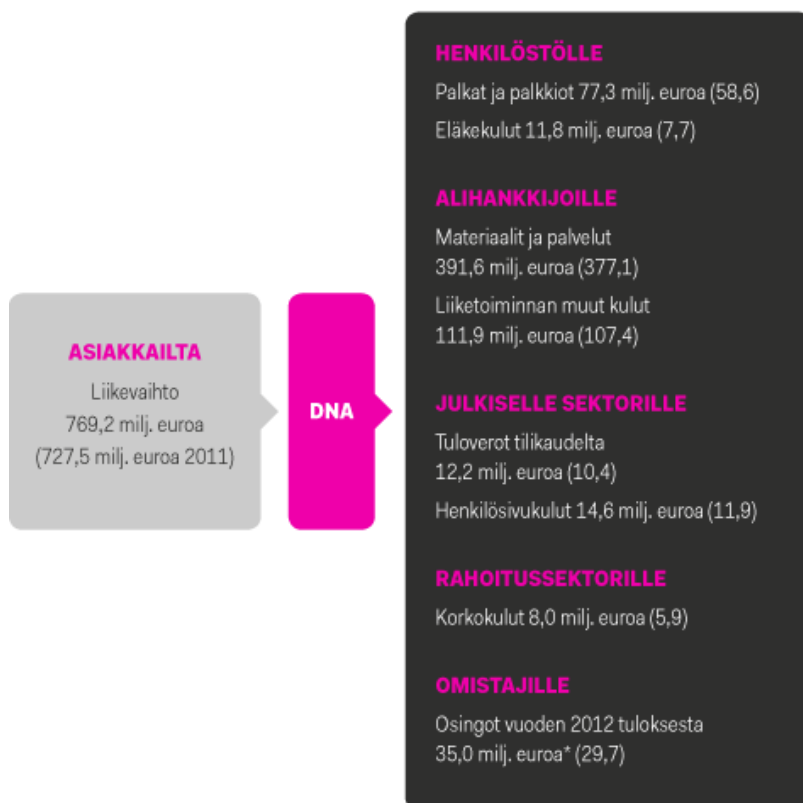 ASIAKKAILTA
Liikevaihto
769,2 milj. euroa
(727,5 milj. euroa 2011)
DNA
HENKILÖSTÖLLE
Palkat ja palkkiot 77,3 milj. euroa (58,6)
Eläkekulut 11,8 milj. euroa (7,7)
ALIHANKKIJOILLE
Materiaalit ja palvelut
391,6 milj. euroa (377,1)
Liiketoiminnan muut kulut
111,9 milj. euroa (107,4)
JULKISELLE SEKTORILLE
Tuloverot tilikaudelta
12,2 milj. euroa (10,4)
Henkilösivukulut 14,6 milj. euroa (11,9)
RAHOITUSSEKTORILLE
Korkokulut 8,0 milj. euroa (5,9)
OMISTAJILLE
Osingot vuoden 2012 tuloksesta
35,0 milj. euroa* (29,7)